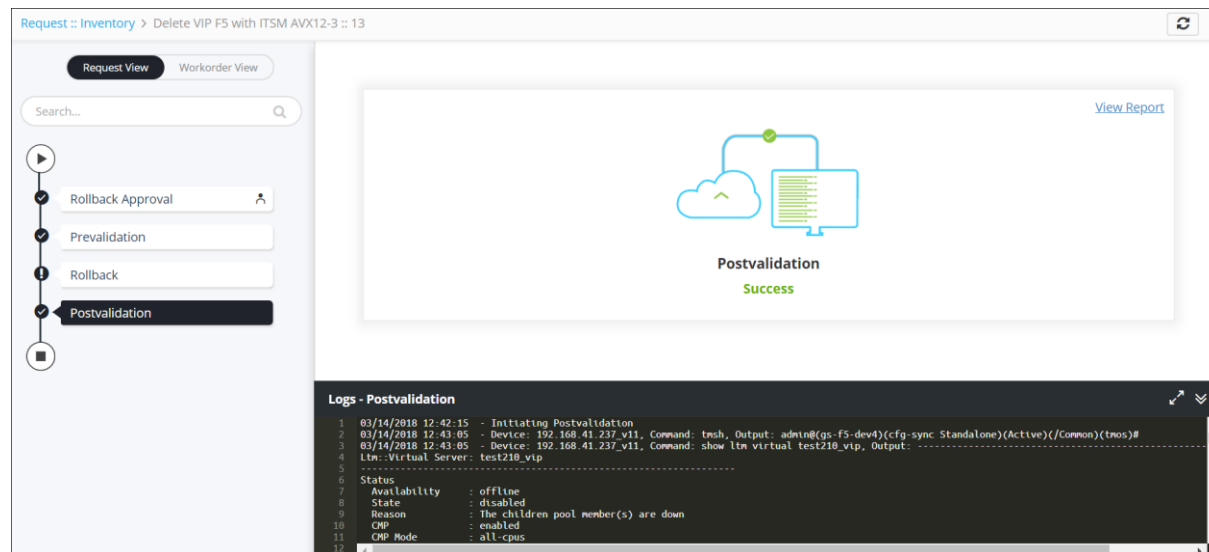 Request :: Inventory > Delete VIP F5 with ITSM AVX12-3 :: 13
Request View
Workorder View
Search...
Rollback Approval
Prevalidation
Rollback
Postvalidation
View Report
Postvalidation
Success
Logs - Postvalidation
1 03/14/2018 12:42:15 - Initiating Postvalidation
2 03/14/2018 12:43:05 - Device: 192.168.41.237_v11, Command: tmsh, Output: admin@(gs-f5-dev4)(cfg-sync Standalone)(Active)(/Common)(tmos)#
3 03/14/2018 12:43:05 - Device: 192.168.41.237_v11, Command: show ltm virtual test210_vip, Output: ------------------------------------------------
4 Ltm::Virtual Server: test210_vip
5 ----------------------------------------------------------------
6 Status
7 Availability : offline
8 State : disabled
9 Reason : The children pool member(s) are down
10 CMP : enabled
11 CMP Mode : all-cpus
12